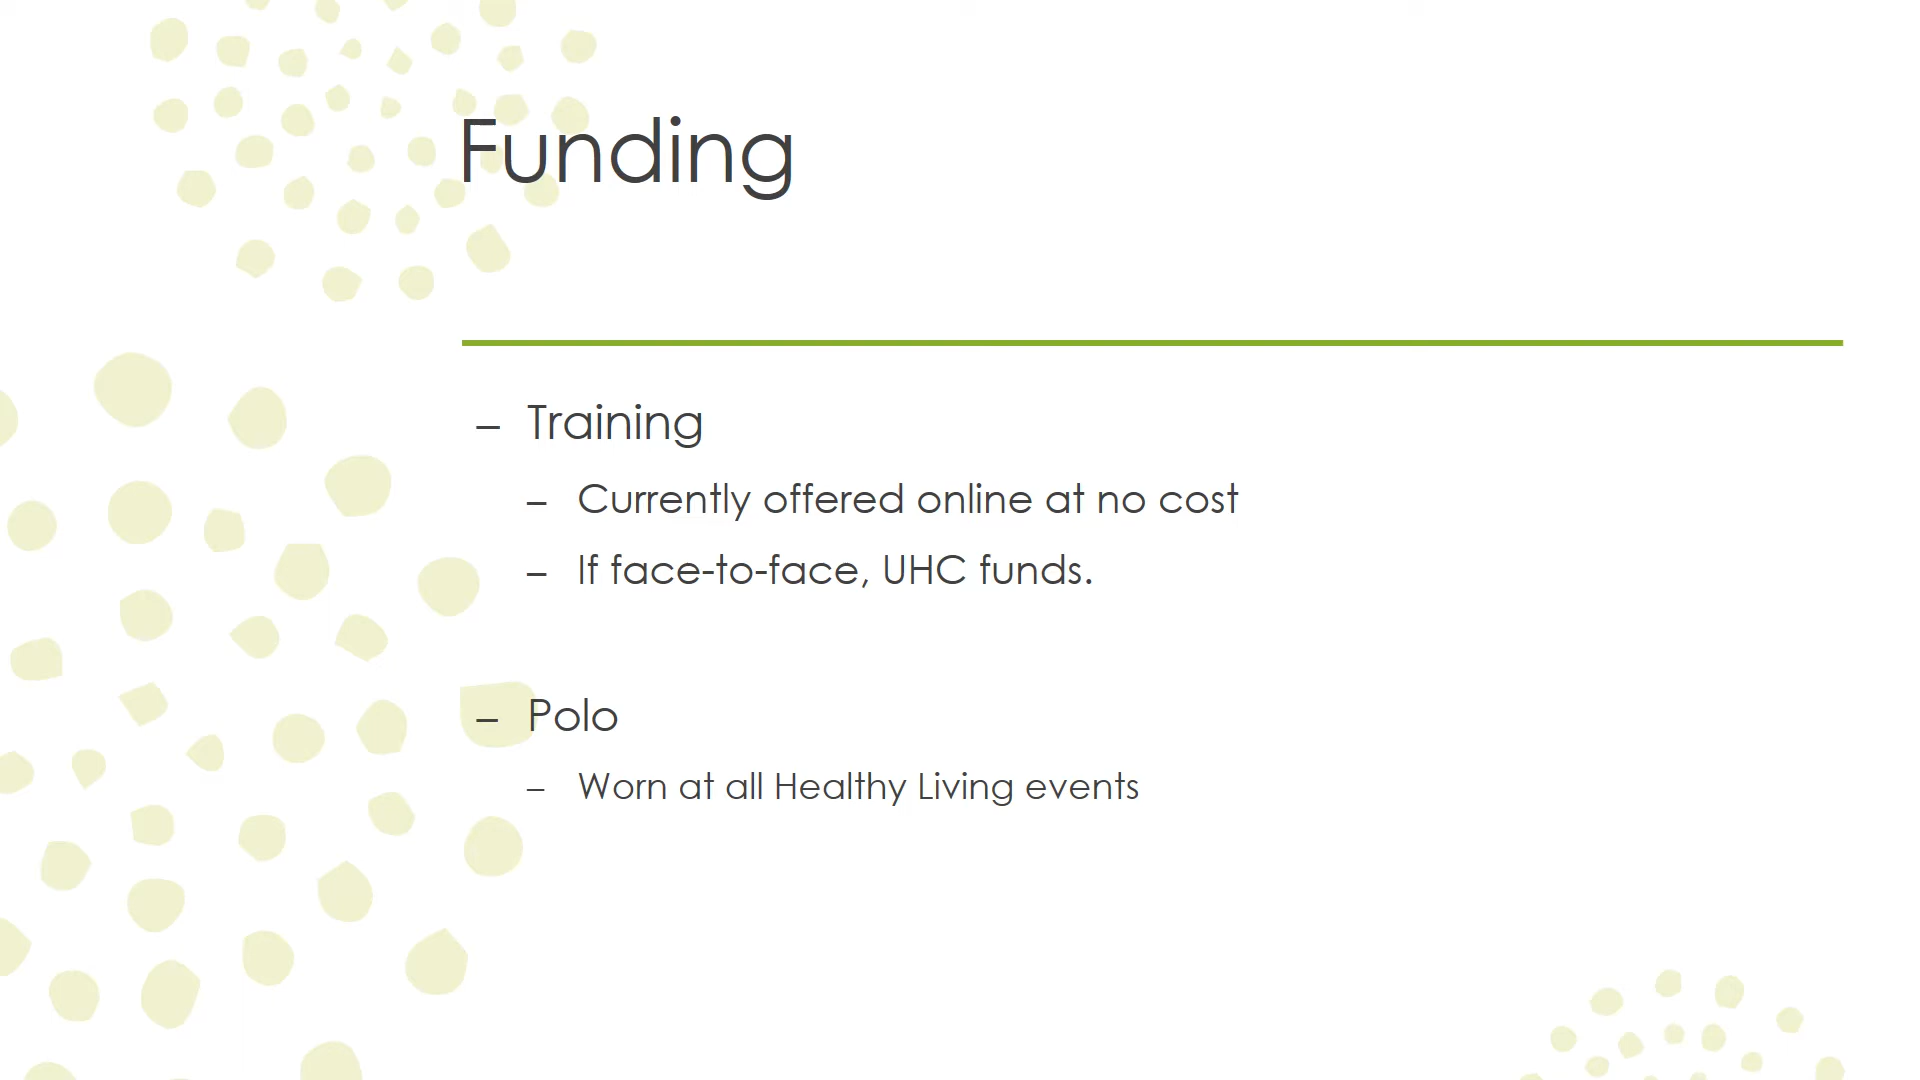 Funding
– Training
– Currently offered online at no cost
– If face-to-face, UHC funds.
– Polo
– Worn at all Healthy Living events